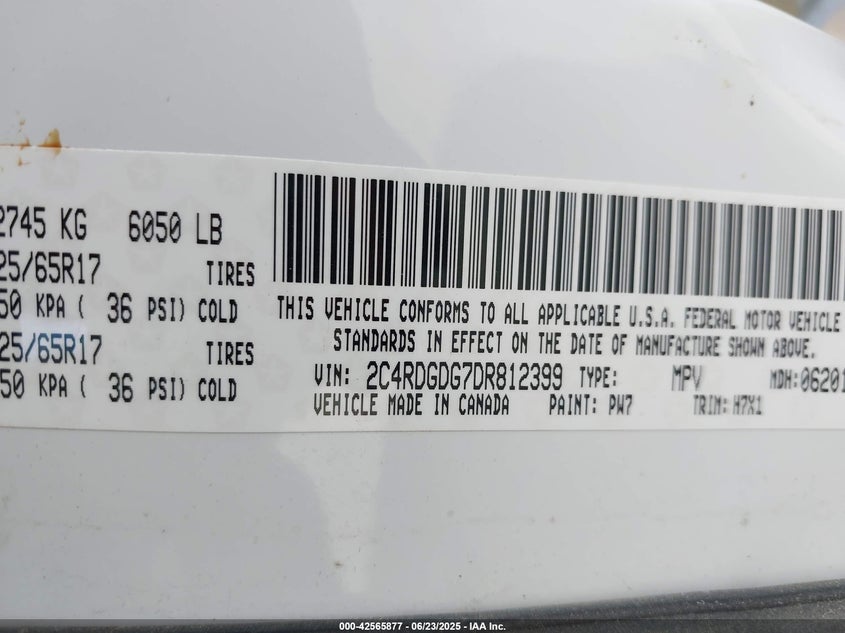 2745 KG 6050 LB
25/65R17 TIRES
50 KPA ( 36 PSI) COLD
25/65R17 TIRES
50 KPA ( 36 PSI) COLD
THIS VEHICLE CONFORMS TO ALL APPLICABLE U.S.A. FEDERAL MOTOR VEHICLE
STANDARDS IN EFFECT ON THE DATE OF MANUFACTURE SHOWN ABOVE.
VIN: 2C4RDGDG7DR812399 TYPE: MPV MDH: 06201
VEHICLE MADE IN CANADA PAINT: PW7 TRIM: H7X1
000-42565877 - 06/23/2025 - IAA Inc.